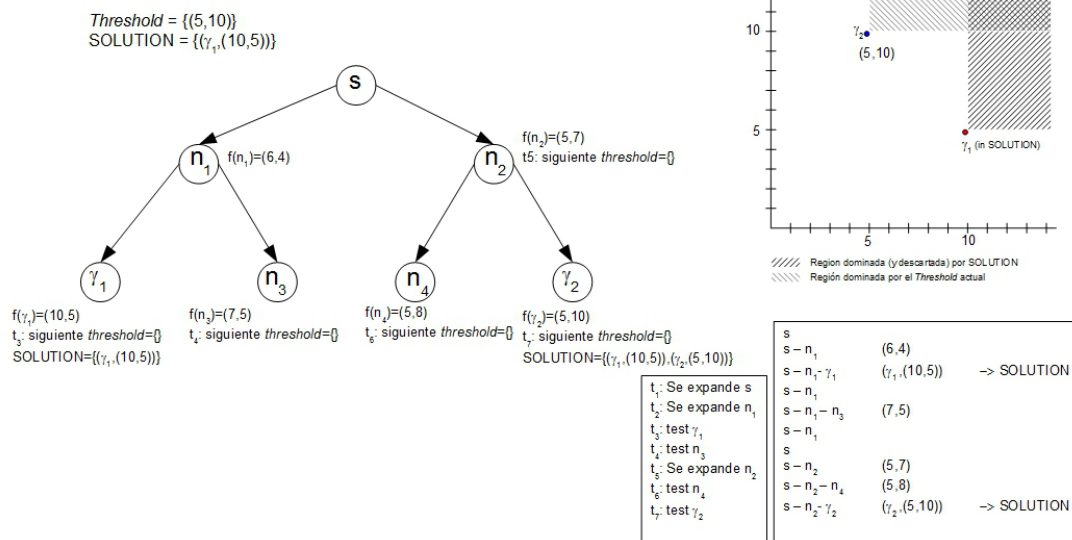 Threshold = {(5,10)}
SOLUTION = {(γ₁,(10,5))}
s
n₁
f(n₁)=(6,4)
f(n₂)=(5,7)
n₂
t5: siguiente threshold={}
γ₁
n₃
n₄
γ₂
f(γ₁)=(10,5)
t₃: siguiente threshold={}
SOLUTION={(γ₁,(10,5))}
f(n₃)=(7,5)
t₄: siguiente threshold={}
f(n₄)=(5,8)
t₆: siguiente threshold={}
f(γ₂)=(5,10)
t₇: siguiente threshold={}
SOLUTION={(γ₁,(10,5)),(γ₂,(5,10))}
10
γ₂
(5,10)
5
γ₁ (in SOLUTION)
5
10
Region dominada (y descartada) por SOLUTION
Región dominada por el Threshold actual
t₁: Se expande s
t₂: Se expande n₁
t₃: test γ₁
t₄: test n₃
t₅: Se expande n₂
t₆: test n₄
t₇: test γ₂
s
s – n₁ (6,4)
s – n₁- γ₁ (γ₁,(10,5)) –> SOLUTION
s – n₁
s – n₁ – n₃ (7,5)
s – n₁
s
s – n₂ (5,7)
s – n₂ – n₄ (5,8)
s – n₂- γ₂ (γ₂,(5,10)) –> SOLUTION